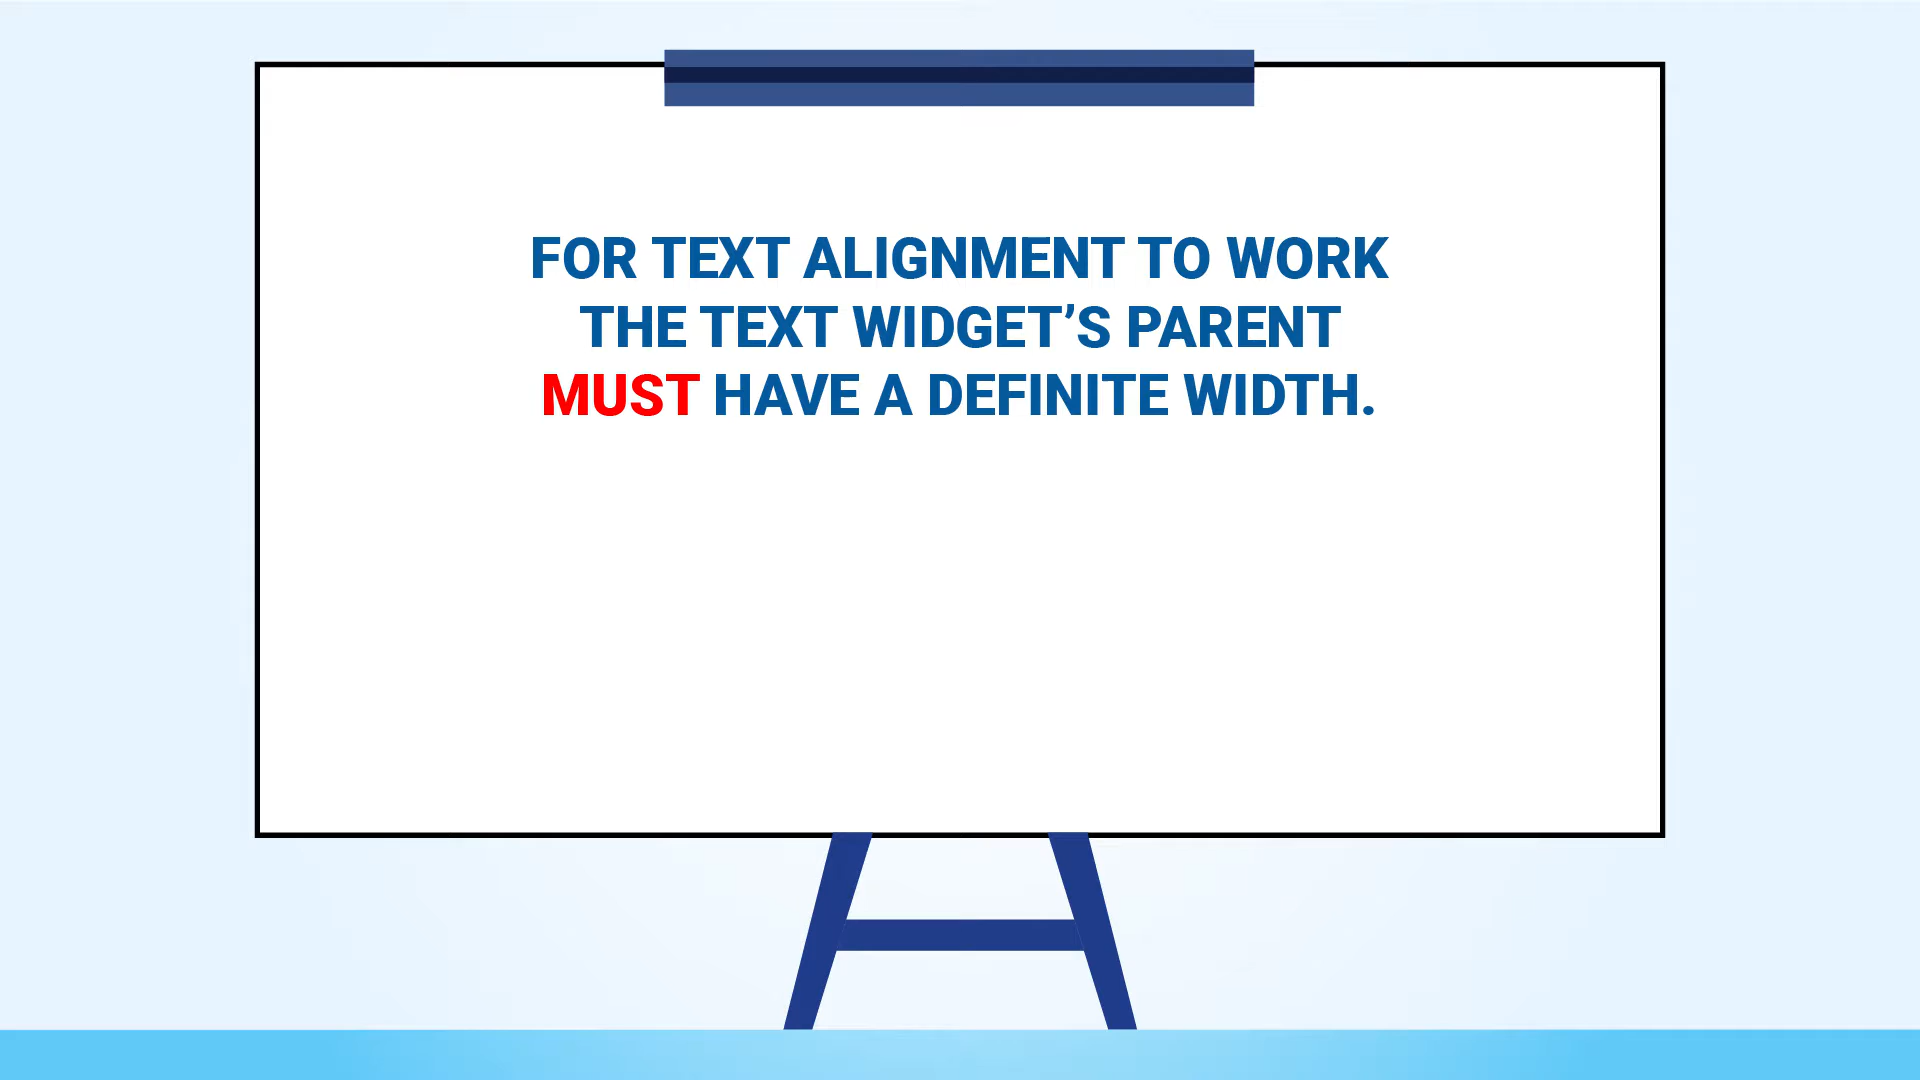 FOR TEXT ALIGNMENT TO WORK
THE TEXT WIDGET’S PARENT
MUST HAVE A DEFINITE WIDTH.